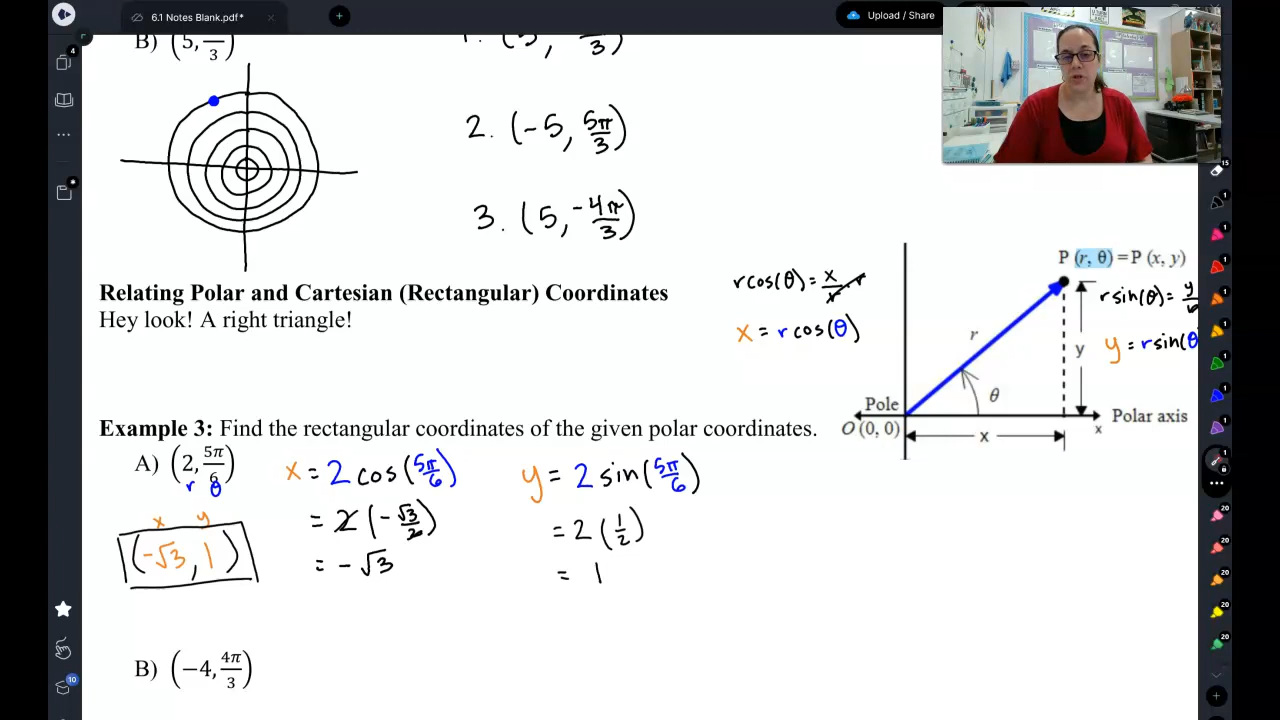 6.1 Notes Blank.pdf*
Upload / Share
B) (5, /3)
2. (-5, 5π/3)
3. (5, -4π/3)
Relating Polar and Cartesian (Rectangular) Coordinates
Hey look! A right triangle!
rcos(θ) = x/r · r
x = rcos(θ)
P (r, θ) = P (x, y)
rsin(θ) = y
y = rsin(θ
r
y
θ
Pole
O (0, 0)
Polar axis
x
x
Example 3: Find the rectangular coordinates of the given polar coordinates.
A) (2, 5π/6)
r θ
x = 2 cos(5π/6)
= 2(-√3/2)
= -√3
y = 2 sin(5π/6)
= 2(1/2)
= 1
x y
(-√3, 1)
B) (−4, 4π/3)